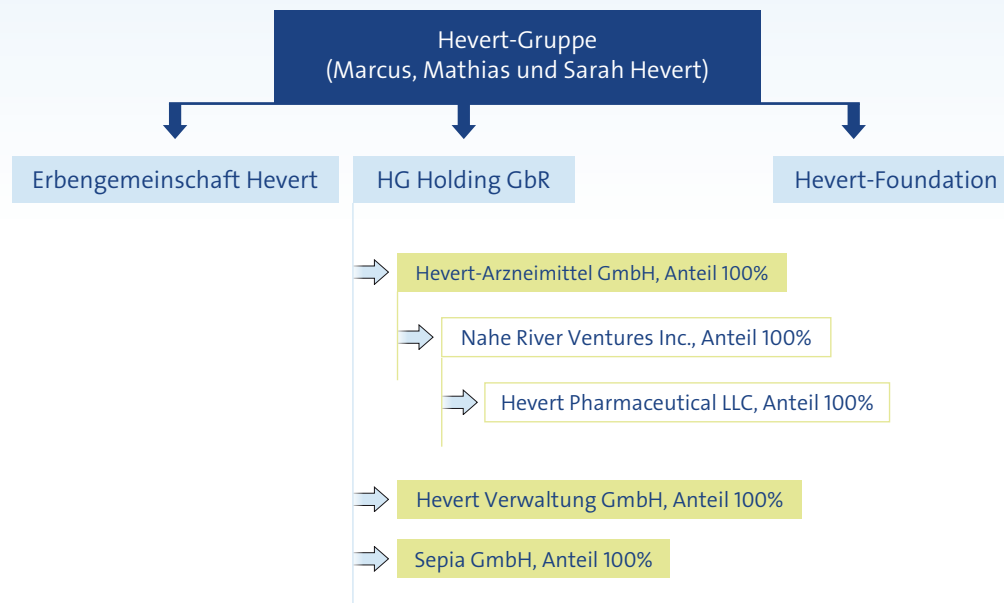 Hevert-Gruppe
(Marcus, Mathias und Sarah Hevert)
Erbengemeinschaft Hevert
HG Holding GbR
Hevert-Foundation
Hevert-Arzneimittel GmbH, Anteil 100%
Nahe River Ventures Inc., Anteil 100%
Hevert Pharmaceutical LLC, Anteil 100%
Hevert Verwaltung GmbH, Anteil 100%
Sepia GmbH, Anteil 100%